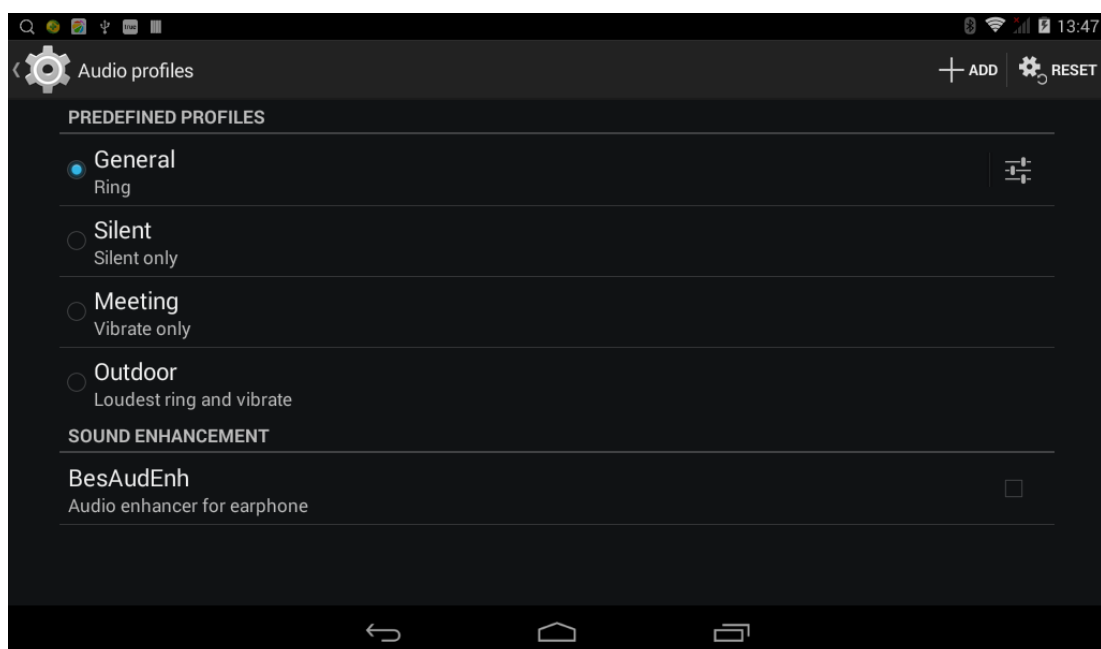 13:47
Audio profiles
ADD
RESET
PREDEFINED PROFILES
General
Ring
Silent
Silent only
Meeting
Vibrate only
Outdoor
Loudest ring and vibrate
SOUND ENHANCEMENT
BesAudEnh
Audio enhancer for earphone